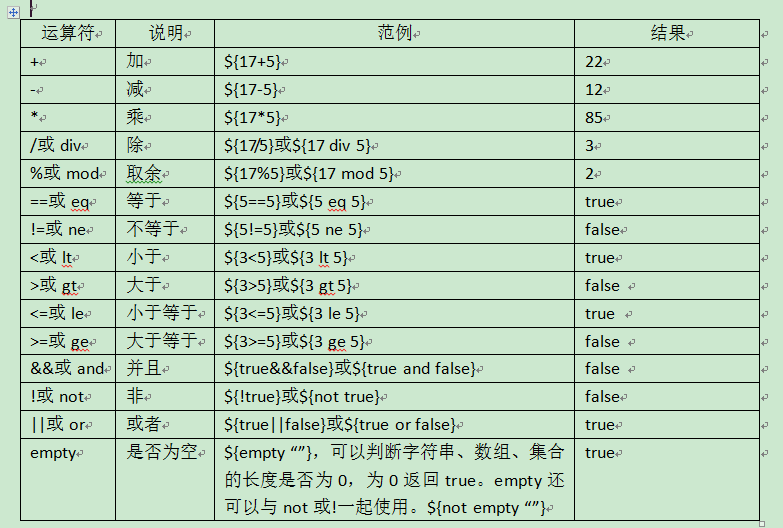 运算符 说明 范例 结果
+ 加 ${17+5} 22
- 减 ${17-5} 12
* 乘 ${17*5} 85
/或 div 除 ${17/5}或${17 div 5} 3
%或 mod 取余 ${17%5}或${17 mod 5} 2
==或 eq 等于 ${5==5}或${5 eq 5} true
!=或 ne 不等于 ${5!=5}或${5 ne 5} false
<或 lt 小于 ${3<5}或${3 lt 5} true
>或 gt 大于 ${3>5}或${3 gt 5} false
<=或 le 小于等于 ${3<=5}或${3 le 5} true
>=或 ge 大于等于 ${3>=5}或${3 ge 5} false
&&或 and 并且 ${true&&false}或${true and false} false
!或 not 非 ${!true}或${not true} false
||或 or 或者 ${true||false}或${true or false} true
empty 是否为空 ${empty “”}，可以判断字符串、数组、集合 true
的长度是否为 0，为 0 返回 true。empty 还
可以与 not 或!一起使用。${not empty “”}